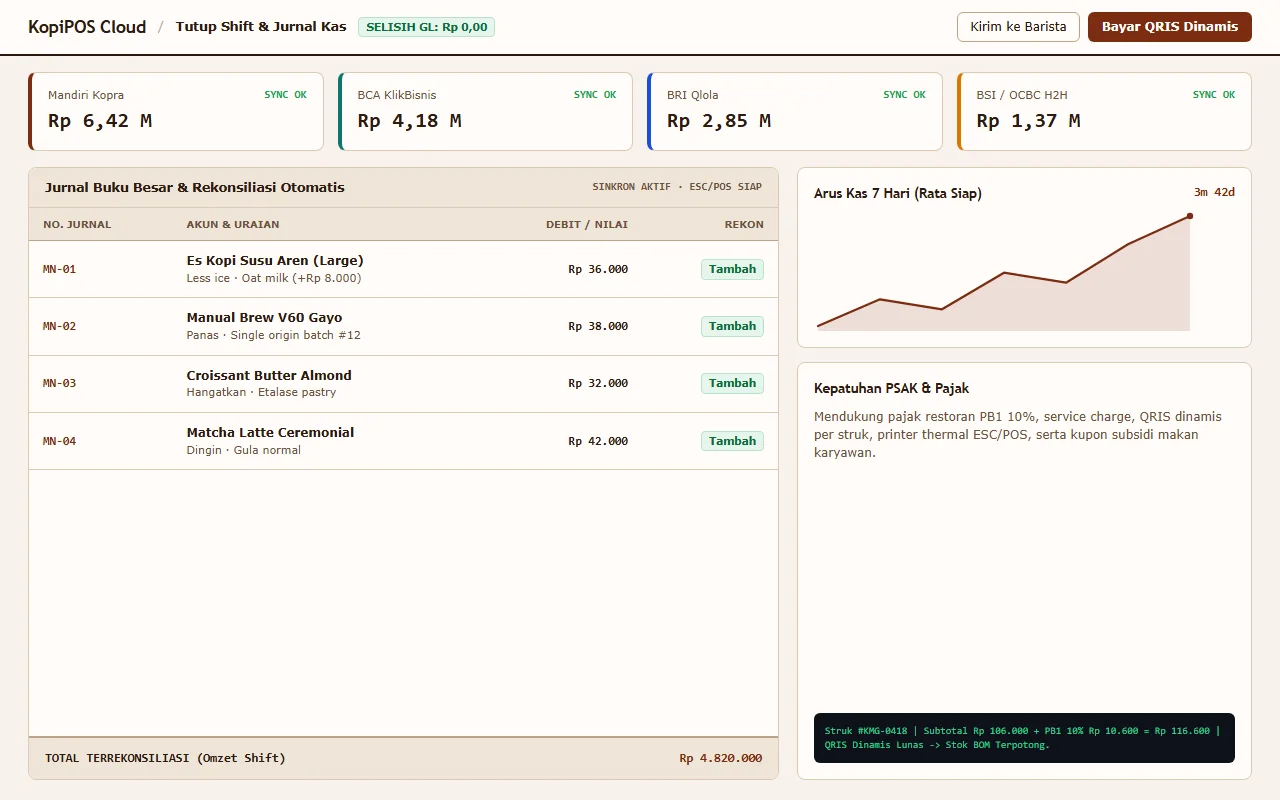 KopiPOS Cloud / Tutup Shift & Jurnal Kas SELISIH GL: Rp 0,00
Kirim ke Barista
Bayar QRIS Dinamis
Mandiri Kopra SYNC OK
Rp 6,42 M
BCA KlikBisnis SYNC OK
Rp 4,18 M
BRI Qlola SYNC OK
Rp 2,85 M
BSI / OCBC H2H SYNC OK
Rp 1,37 M
Jurnal Buku Besar & Rekonsiliasi Otomatis SINKRON AKTIF · ESC/POS SIAP
NO. JURNAL AKUN & URAIAN DEBIT / NILAI REKON
MN-01 Es Kopi Susu Aren (Large) Rp 36.000 Tambah
Less ice · Oat milk (+Rp 8.000)
MN-02 Manual Brew V60 Gayo Rp 38.000 Tambah
Panas · Single origin batch #12
MN-03 Croissant Butter Almond Rp 32.000 Tambah
Hangatkan · Etalase pastry
MN-04 Matcha Latte Ceremonial Rp 42.000 Tambah
Dingin · Gula normal
TOTAL TERREKONSILIASI (Omzet Shift) Rp 4.820.000
Arus Kas 7 Hari (Rata Siap) 3m 42d
Kepatuhan PSAK & Pajak
Mendukung pajak restoran PB1 10%, service charge, QRIS dinamis
per struk, printer thermal ESC/POS, serta kupon subsidi makan
karyawan.
Struk #KMG-0418 | Subtotal Rp 106.000 + PB1 10% Rp 10.600 = Rp 116.600 |
QRIS Dinamis Lunas -> Stok BOM Terpotong.